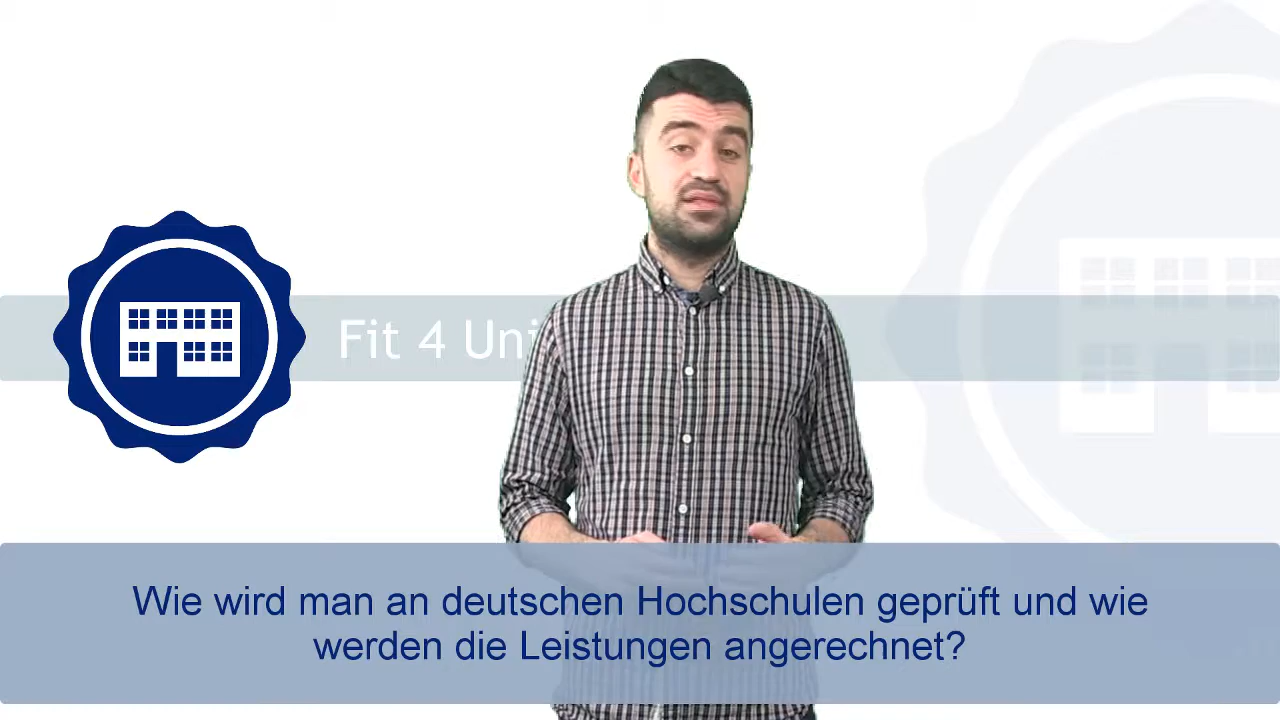 Fit 4 Uni
Wie wird man an deutschen Hochschulen geprüft und wie
werden die Leistungen angerechnet?